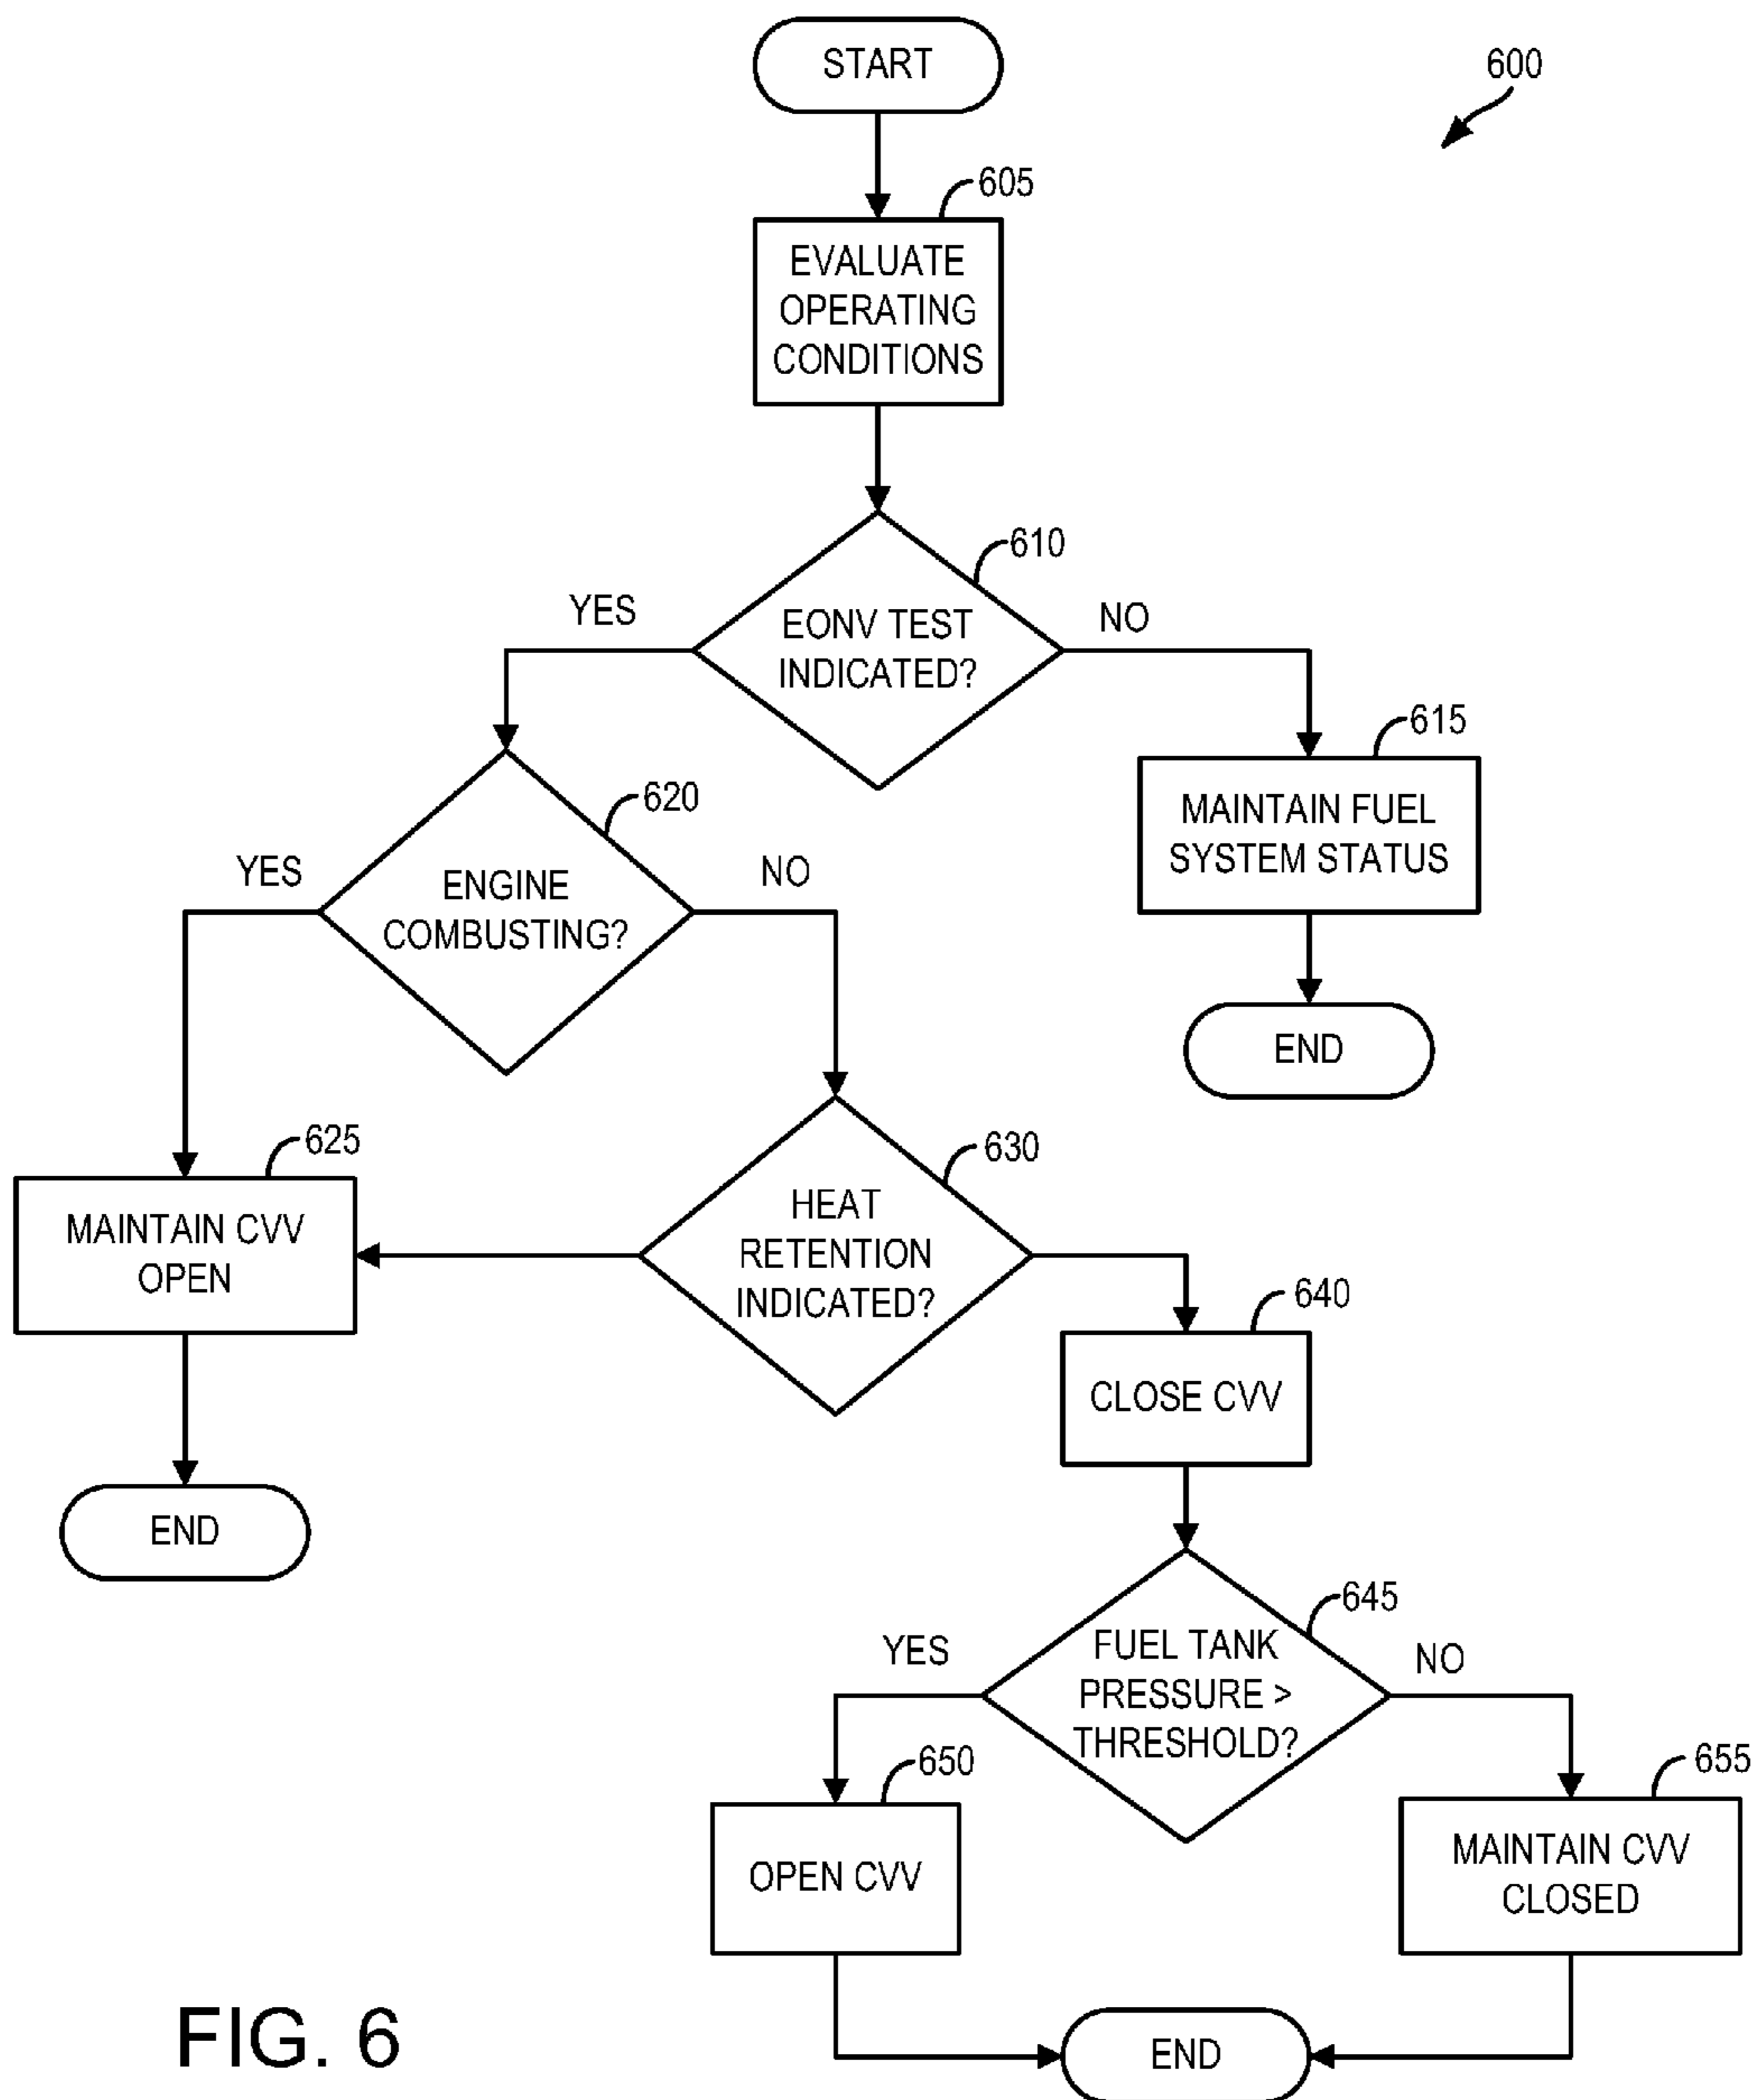 START
600
605
EVALUATE
OPERATING
CONDITIONS
610
YES
EONV TEST
INDICATED?
NO
615
MAINTAIN FUEL
SYSTEM STATUS
END
620
YES
ENGINE
COMBUSTING?
NO
625
MAINTAIN CVV
OPEN
END
630
HEAT
RETENTION
INDICATED?
640
CLOSE CVV
645
YES
FUEL TANK
PRESSURE >
THRESHOLD?
NO
650
OPEN CVV
655
MAINTAIN CVV
CLOSED
END
FIG. 6